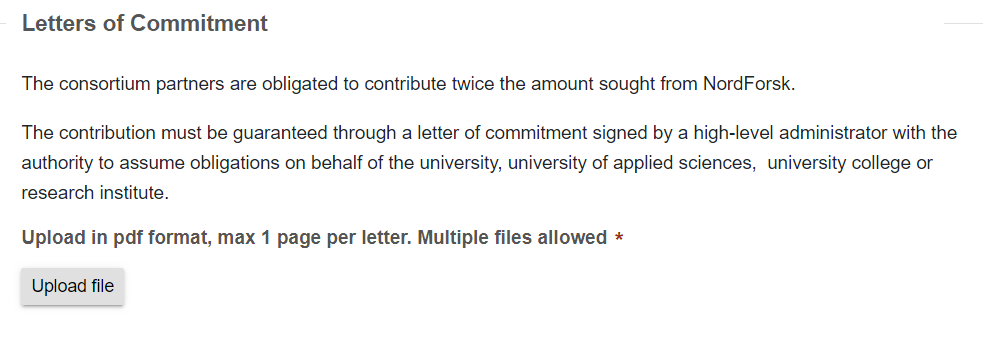 Letters of Commitment
The consortium partners are obligated to contribute twice the amount sought from NordForsk.
The contribution must be guaranteed through a letter of commitment signed by a high-level administrator with the
authority to assume obligations on behalf of the university, university of applied sciences,  university college or
research institute.
Upload in pdf format, max 1 page per letter. Multiple files allowed *
Upload file